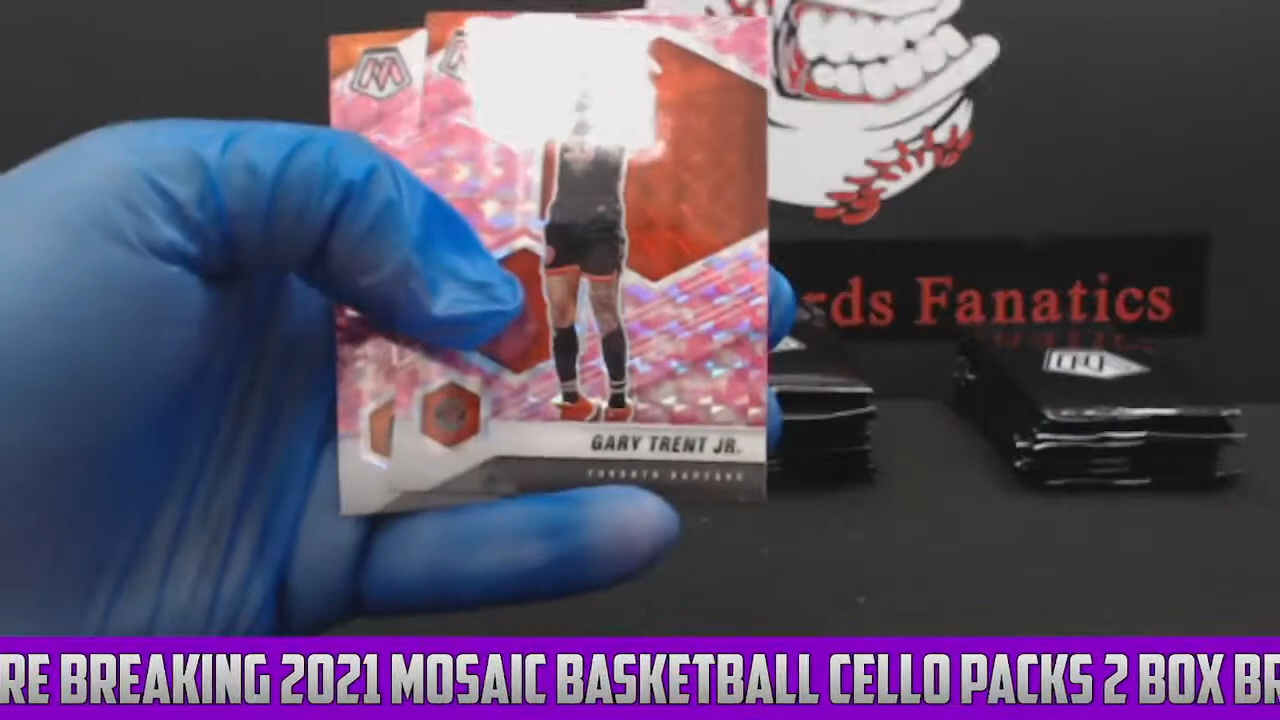 rds Fanatics
GARY TRENT JR.
TORONTO RAPTORS
RE BREAKING 2021 MOSAIC BASKETBALL CELLO PACKS 2 BOX BR